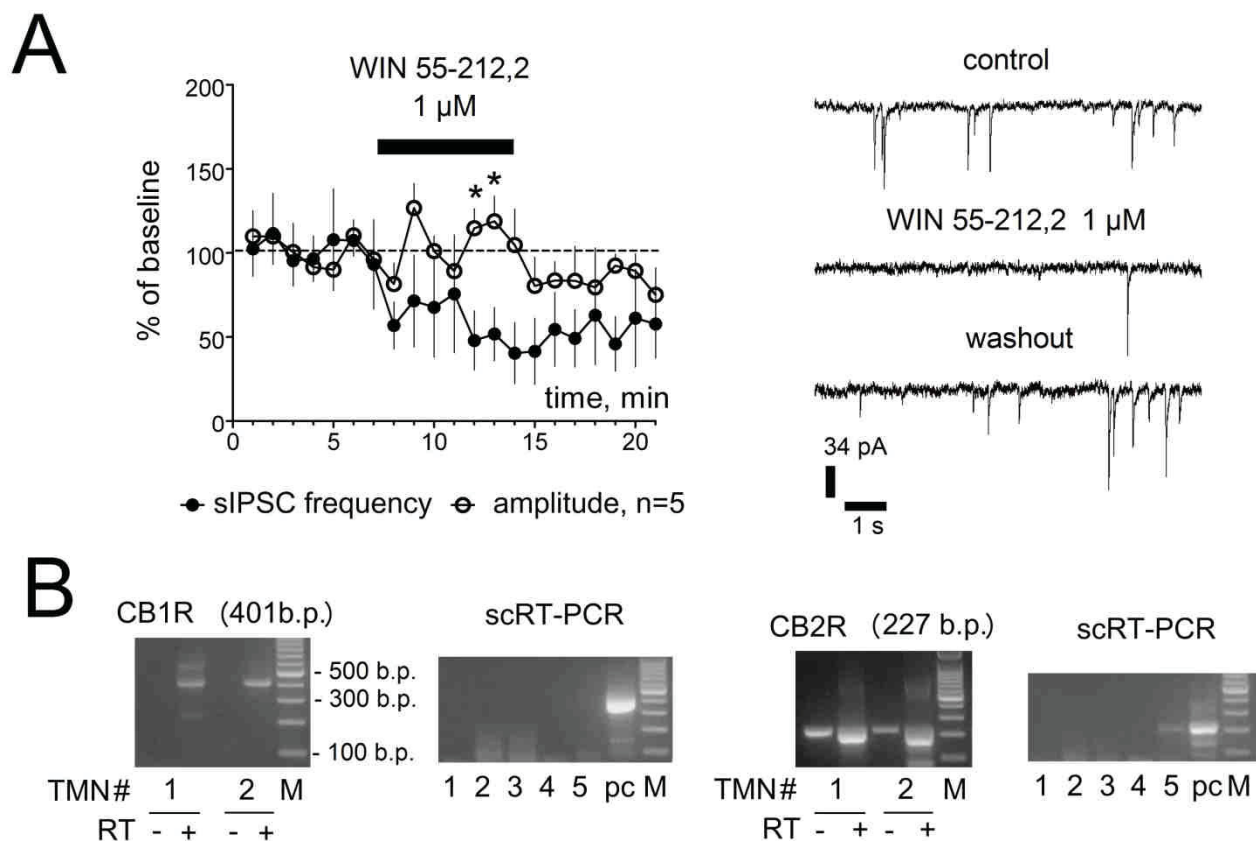 A
WIN 55-212,2
1 µM
200
150
100
50
0
% of baseline
* *
time, min
0 5 10 15 20
sIPSC frequency amplitude, n=5
control
WIN 55-212,2 1 µM
washout
34 pA
1 s
B
CB1R (401b.p.)
- 500 b.p.
- 300 b.p.
- 100 b.p.
TMN# 1 2 M
RT - + - +
scRT-PCR
1 2 3 4 5 pc M
CB2R (227 b.p.)
TMN# 1 2 M
RT - + - +
scRT-PCR
1 2 3 4 5 pc M